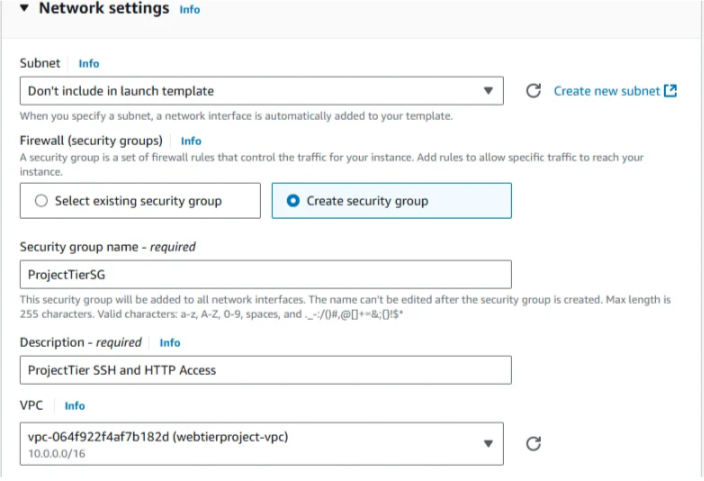 Network settings Info
Subnet Info
Don't include in launch template
Create new subnet
When you specify a subnet, a network interface is automatically added to your template.
Firewall (security groups) Info
A security group is a set of firewall rules that control the traffic for your instance. Add rules to allow specific traffic to reach your
instance.
Select existing security group
Create security group
Security group name - required
ProjectTierSG
This security group will be added to all network interfaces. The name can't be edited after the security group is created. Max length is
255 characters. Valid characters: a-z, A-Z, 0-9, spaces, and ._-:/()#,@[]+=&;{}!$*
Description - required Info
ProjectTier SSH and HTTP Access
VPC Info
vpc-064f922f4af7b182d (webtierproject-vpc)
10.0.0.0/16